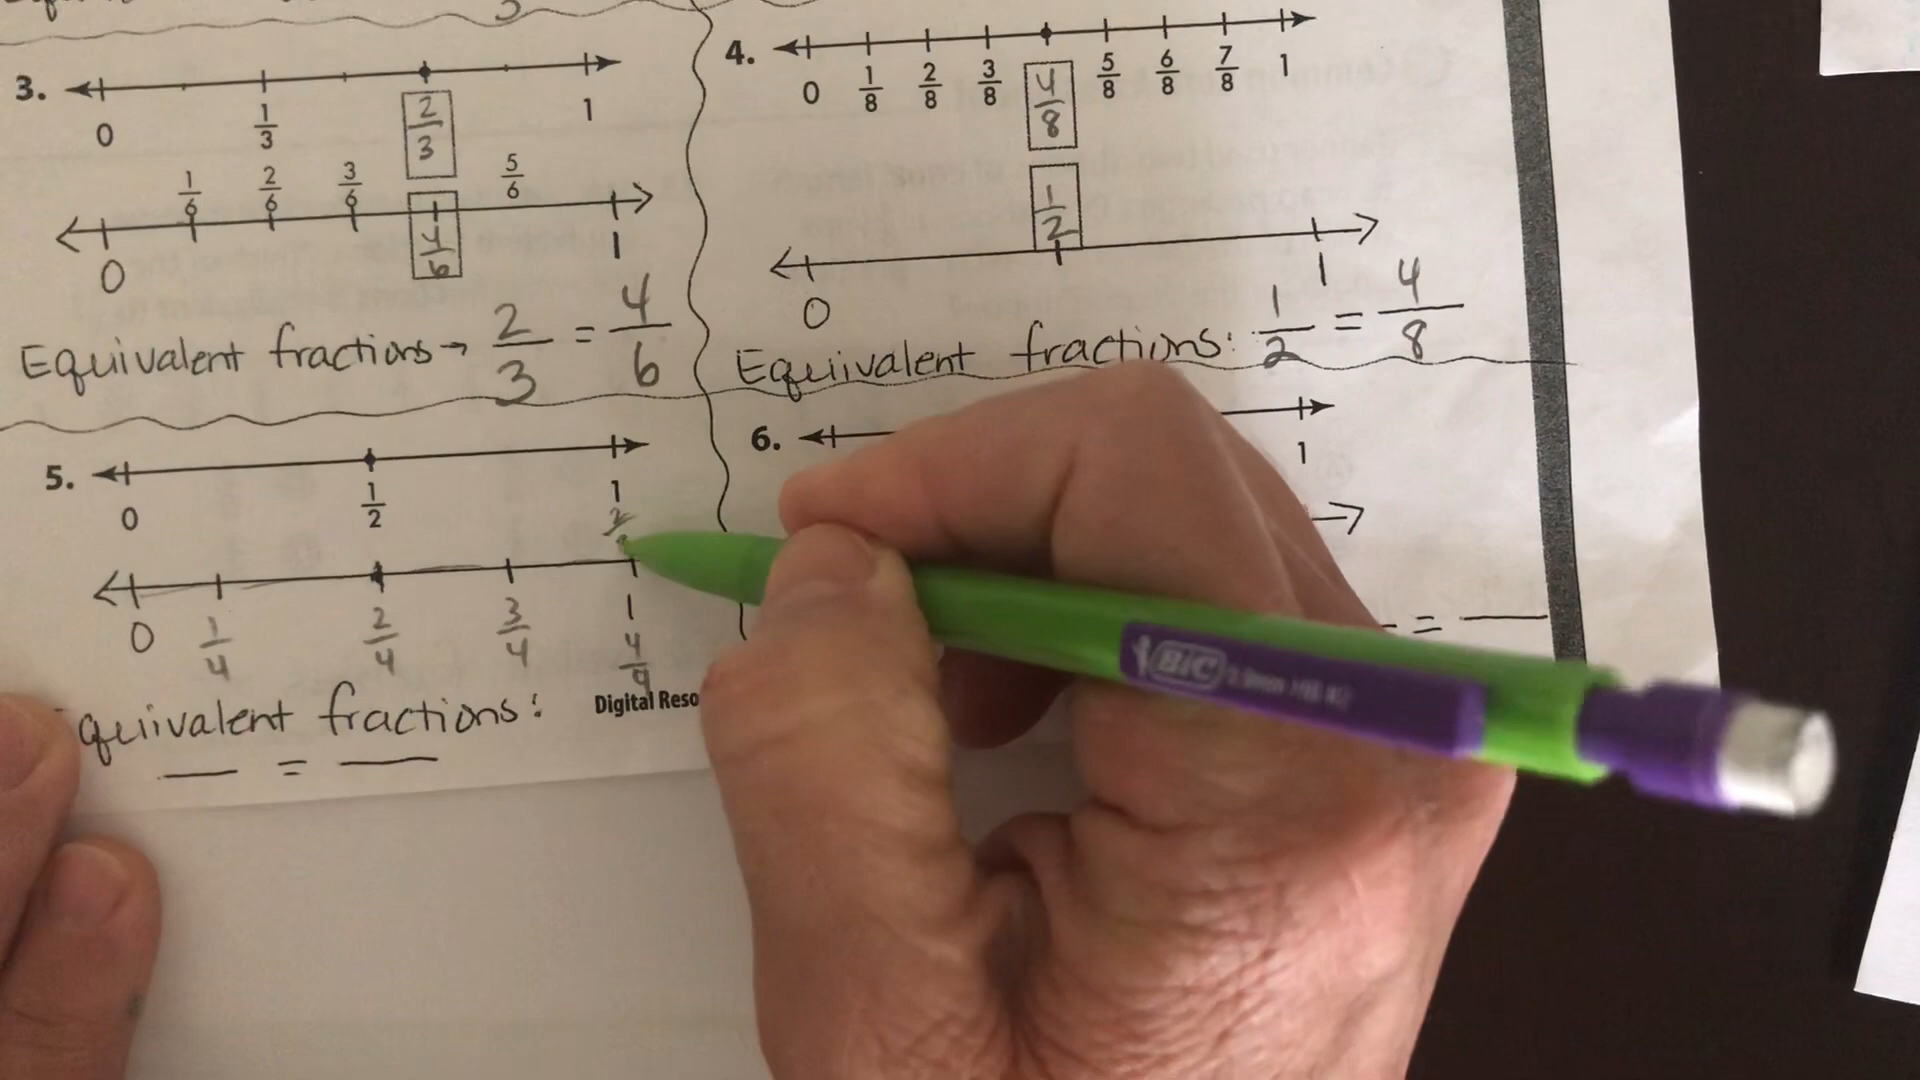 3.
0 1/3 2/3 1
1/6 2/6 3/6 4/6 5/6
0 1
Equivalent fractions → 2/3 = 4/6
4.
0 1/8 2/8 3/8 4/8 5/8 6/8 7/8 1
1/2
0 1
Equiivalent fractions: 1/2 = 4/8
5.
0 1/2 1
0 1/4 2/4 3/4 1
4/4
quiivalent fractions:
=
Digital Reso
6.
1
=
BIC